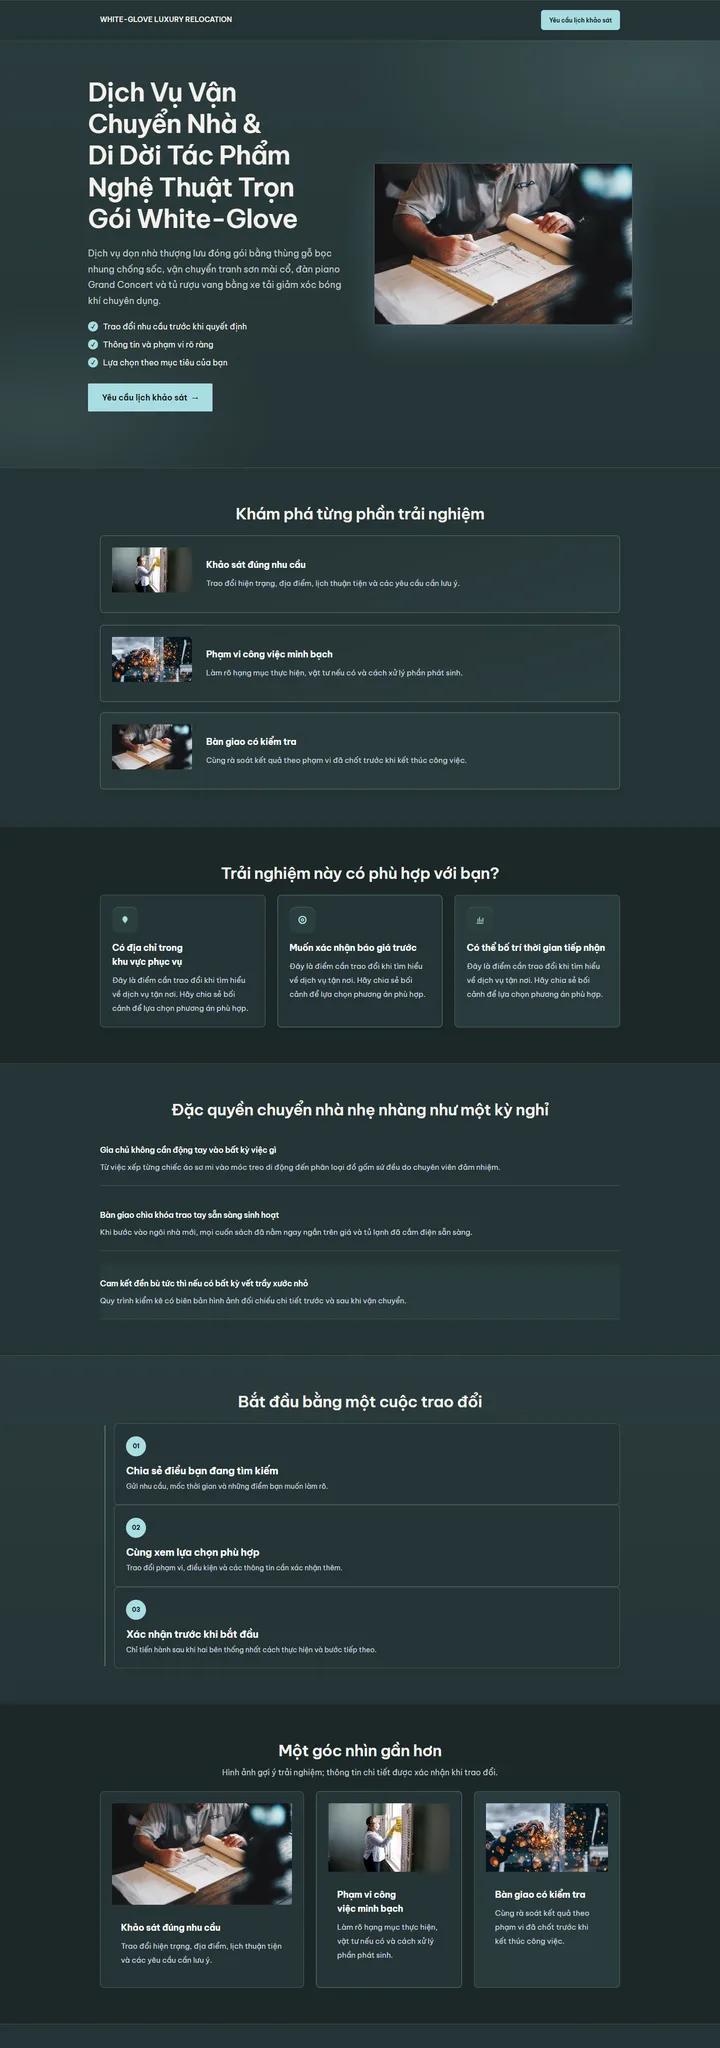 WHITE-GLOVE LUXURY RELOCATION
Yêu cầu lịch khảo sát
Dịch Vụ Vận
Chuyển Nhà &
Di Dời Tác Phẩm
Nghệ Thuật Trọn
Gói White-Glove
Dịch vụ dọn nhà thượng lưu đóng gói bằng thùng gỗ bọc
nhung chống sốc, vận chuyển tranh sơn mài cổ, đàn piano
Grand Concert và tủ rượu vang bằng xe tải giảm xóc bóng
khí chuyên dụng.
Trao đổi nhu cầu trước khi quyết định
Thông tin và phạm vi rõ ràng
Lựa chọn theo mục tiêu của bạn
Yêu cầu lịch khảo sát →
Khám phá từng phần trải nghiệm
Khảo sát đúng nhu cầu
Trao đổi hiện trạng, địa điểm, lịch thuận tiện và các yêu cầu cần lưu ý.
Phạm vi công việc minh bạch
Làm rõ hạng mục thực hiện, vật tư nếu có và cách xử lý phần phát sinh.
Bàn giao có kiểm tra
Cùng rà soát kết quả theo phạm vi đã chốt trước khi kết thúc công việc.
Trải nghiệm này có phù hợp với bạn?
Có địa chỉ trong
khu vực phục vụ
Đây là điểm cần trao đổi khi tìm hiểu
về dịch vụ tận nơi. Hãy chia sẻ bối
cảnh để lựa chọn phương án phù hợp.
Muốn xác nhận báo giá trước
Đây là điểm cần trao đổi khi tìm hiểu
về dịch vụ tận nơi. Hãy chia sẻ bối
cảnh để lựa chọn phương án phù hợp.
Có thể bố trí thời gian tiếp nhận
Đây là điểm cần trao đổi khi tìm hiểu
về dịch vụ tận nơi. Hãy chia sẻ bối
cảnh để lựa chọn phương án phù hợp.
Đặc quyền chuyển nhà nhẹ nhàng như một kỳ nghỉ
Gia chủ không cần động tay vào bất kỳ việc gì
Từ việc xếp từng chiếc áo sơ mi vào móc treo di động đến phân loại đồ gốm sứ đều do chuyên viên đảm nhiệm.
Bàn giao chìa khóa trao tay sẵn sàng sinh hoạt
Khi bước vào ngôi nhà mới, mọi cuốn sách đã nằm ngay ngắn trên giá và tủ lạnh đã cắm điện sẵn sàng.
Cam kết đền bù tức thì nếu có bất kỳ vết trầy xước nhỏ
Quy trình kiểm kê có biên bản hình ảnh đối chiếu chi tiết trước và sau khi vận chuyển.
Bắt đầu bằng một cuộc trao đổi
01
Chia sẻ điều bạn đang tìm kiếm
Gửi nhu cầu, mốc thời gian và những điểm bạn muốn làm rõ.
02
Cùng xem lựa chọn phù hợp
Trao đổi phạm vi, điều kiện và các thông tin cần xác nhận thêm.
03
Xác nhận trước khi bắt đầu
Chỉ tiến hành sau khi hai bên thống nhất cách thực hiện và bước tiếp theo.
Một góc nhìn gần hơn
Hình ảnh gợi ý trải nghiệm; thông tin chi tiết được xác nhận khi trao đổi.
Khảo sát đúng nhu cầu
Trao đổi hiện trạng, địa điểm, lịch thuận tiện
và các yêu cầu cần lưu ý.
Phạm vi công
việc minh bạch
Làm rõ hạng mục thực hiện,
vật tư nếu có và cách xử lý
phần phát sinh.
Bàn giao có kiểm tra
Cùng rà soát kết quả theo
phạm vi đã chốt trước khi
kết thúc công việc.